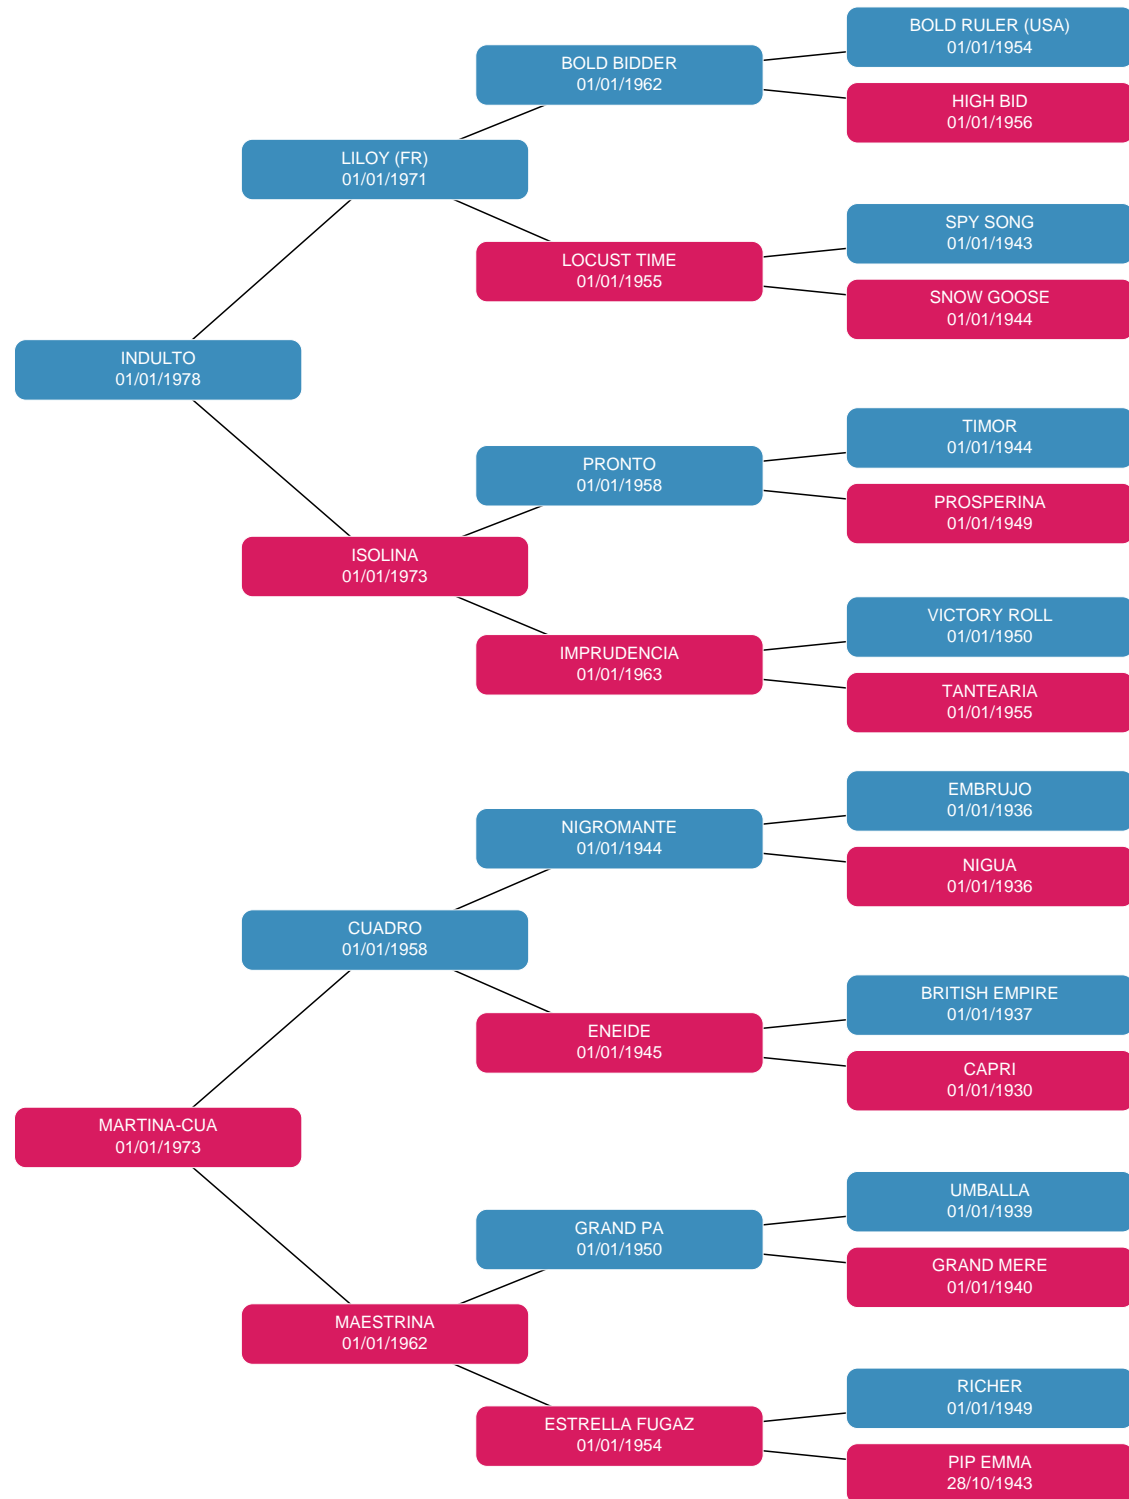 BOLD RULER (USA)
01/01/1954
BOLD BIDDER
01/01/1962
HIGH BID
01/01/1956
LILOY (FR)
01/01/1971
SPY SONG
01/01/1943
LOCUST TIME
01/01/1955
SNOW GOOSE
01/01/1944
INDULTO
01/01/1978
TIMOR
01/01/1944
PRONTO
01/01/1958
PROSPERINA
01/01/1949
ISOLINA
01/01/1973
VICTORY ROLL
01/01/1950
IMPRUDENCIA
01/01/1963
TANTEARIA
01/01/1955
EMBRUJO
01/01/1936
NIGROMANTE
01/01/1944
NIGUA
01/01/1936
CUADRO
01/01/1958
BRITISH EMPIRE
01/01/1937
ENEIDE
01/01/1945
CAPRI
01/01/1930
MARTINA-CUA
01/01/1973
UMBALLA
01/01/1939
GRAND PA
01/01/1950
GRAND MERE
01/01/1940
MAESTRINA
01/01/1962
RICHER
01/01/1949
ESTRELLA FUGAZ
01/01/1954
PIP EMMA
28/10/1943